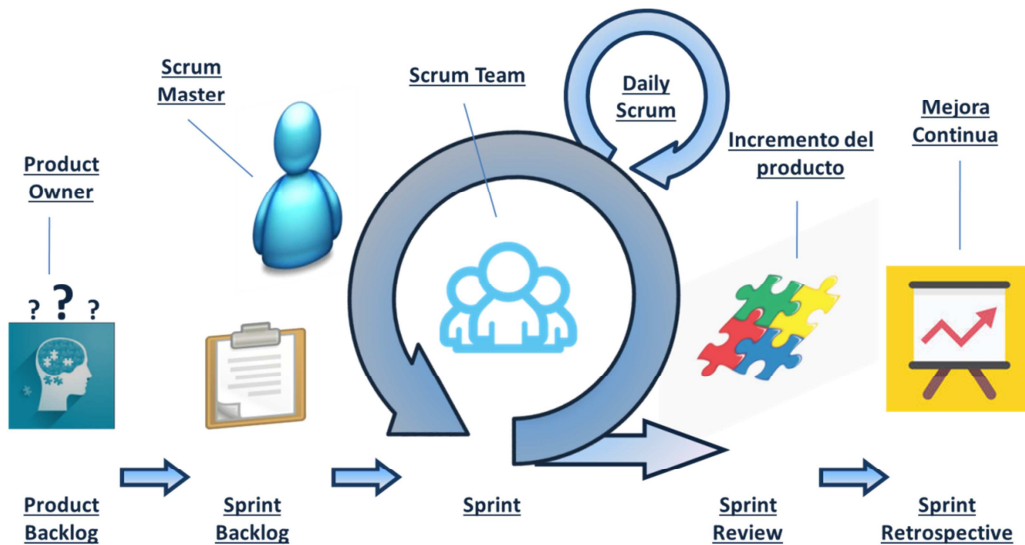 Scrum
Master
Scrum Team
Daily
Scrum
Mejora
Continua
Incremento del
producto
Product
Owner
? ? ?
Product
Backlog
Sprint
Backlog
Sprint
Sprint
Review
Sprint
Retrospective